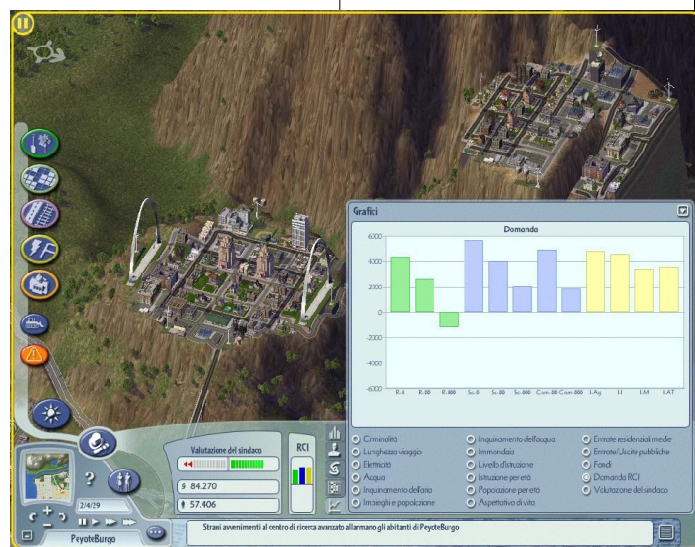 Grafici
Domanda
6000
4000
2000
0
-2000
-4000
-6000
R-§ R-§§ R-§§§ Sc-§ Sc-§§ Sc-§§§ Com-§§ Com-§§§ I-Ag I-I I-M I-AT
Criminalità
Lunghezza viaggio
Elettricità
Acqua
Inquinamento dell'aria
Impieghi e popolazione
Inquinamento dell'acqua
Immondizia
Livello d'istruzione
Istruzione per età
Popolazione per età
Aspettativa di vita
Entrate residenziali medie
Entrate/Uscite pubbliche
Fondi
Domanda RCI
Valutazione del sindaco
Valutazione del sindaco
RCI
§ 84.270
57.406
?
2/4/29
PeyoteBurgo
Strani avvenimenti al centro di ricerca avanzato allarmano gli abitanti di PeyoteBurgo